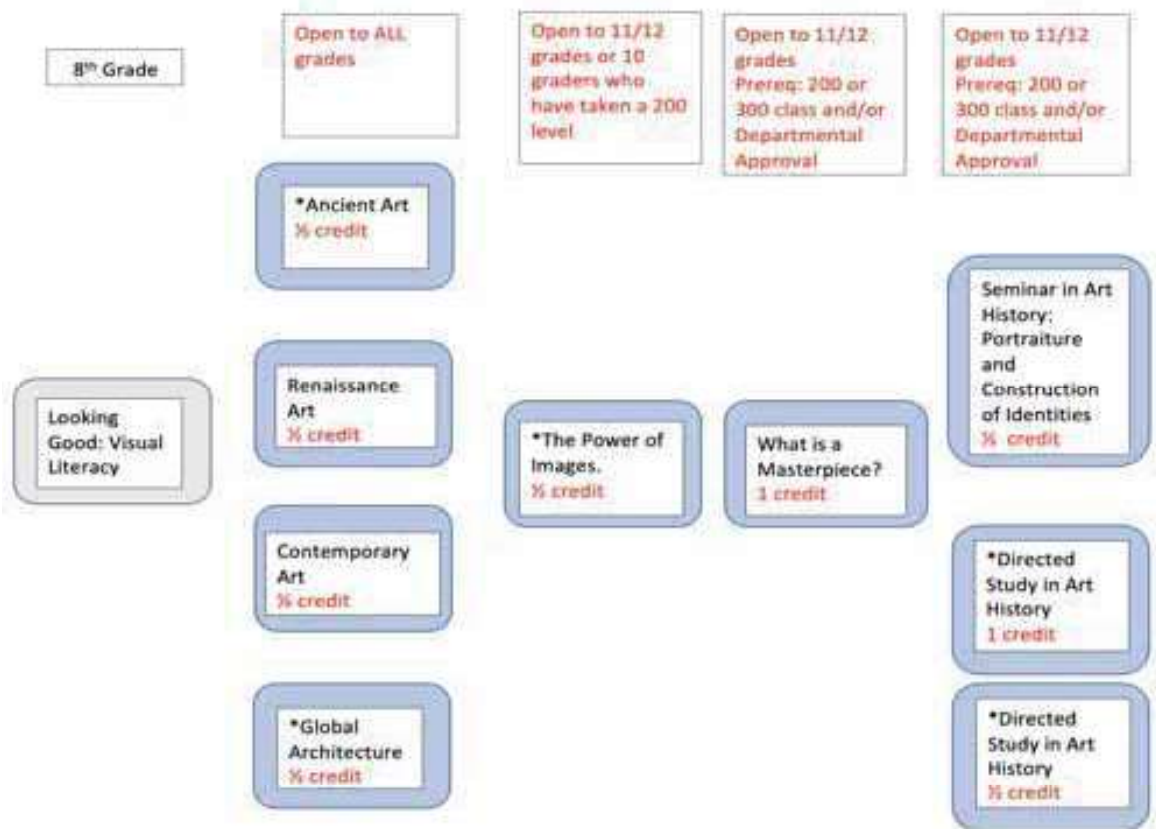 8th Grade
Open to ALL
grades
Open to 11/12
grades or 10
graders who
have taken a 200
level
Open to 11/12
grades
Prereq: 200 or
300 class and/or
Departmental
Approval
Open to 11/12
grades
Prereq: 200 or
300 class and/or
Departmental
Approval
Looking
Good: Visual
Literacy
*Ancient Art
½ credit
Renaissance
Art
½ credit
Contemporary
Art
½ credit
*Global
Architecture
½ credit
*The Power of
Images.
½ credit
What is a
Masterpiece?
1 credit
Seminar in Art
History:
Portraiture
and
Construction
of Identities
½ credit
*Directed
Study in Art
History
1 credit
*Directed
Study in Art
History
½ credit